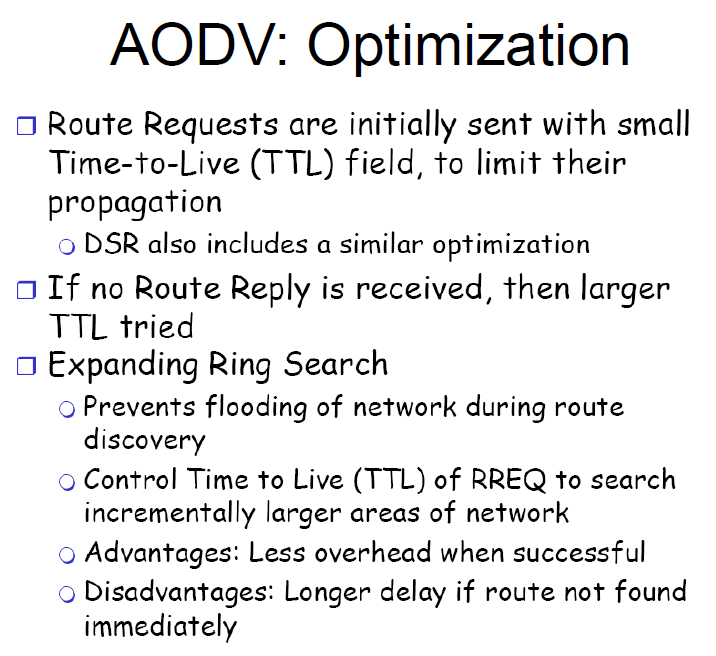 AODV: Optimization
Route Requests are initially sent with small
Time-to-Live (TTL) field, to limit their
propagation
DSR also includes a similar optimization
If no Route Reply is received, then larger
TTL tried
Expanding Ring Search
Prevents flooding of network during route
discovery
Control Time to Live (TTL) of RREQ to search
incrementally larger areas of network
Advantages: Less overhead when successful
Disadvantages: Longer delay if route not found
immediately